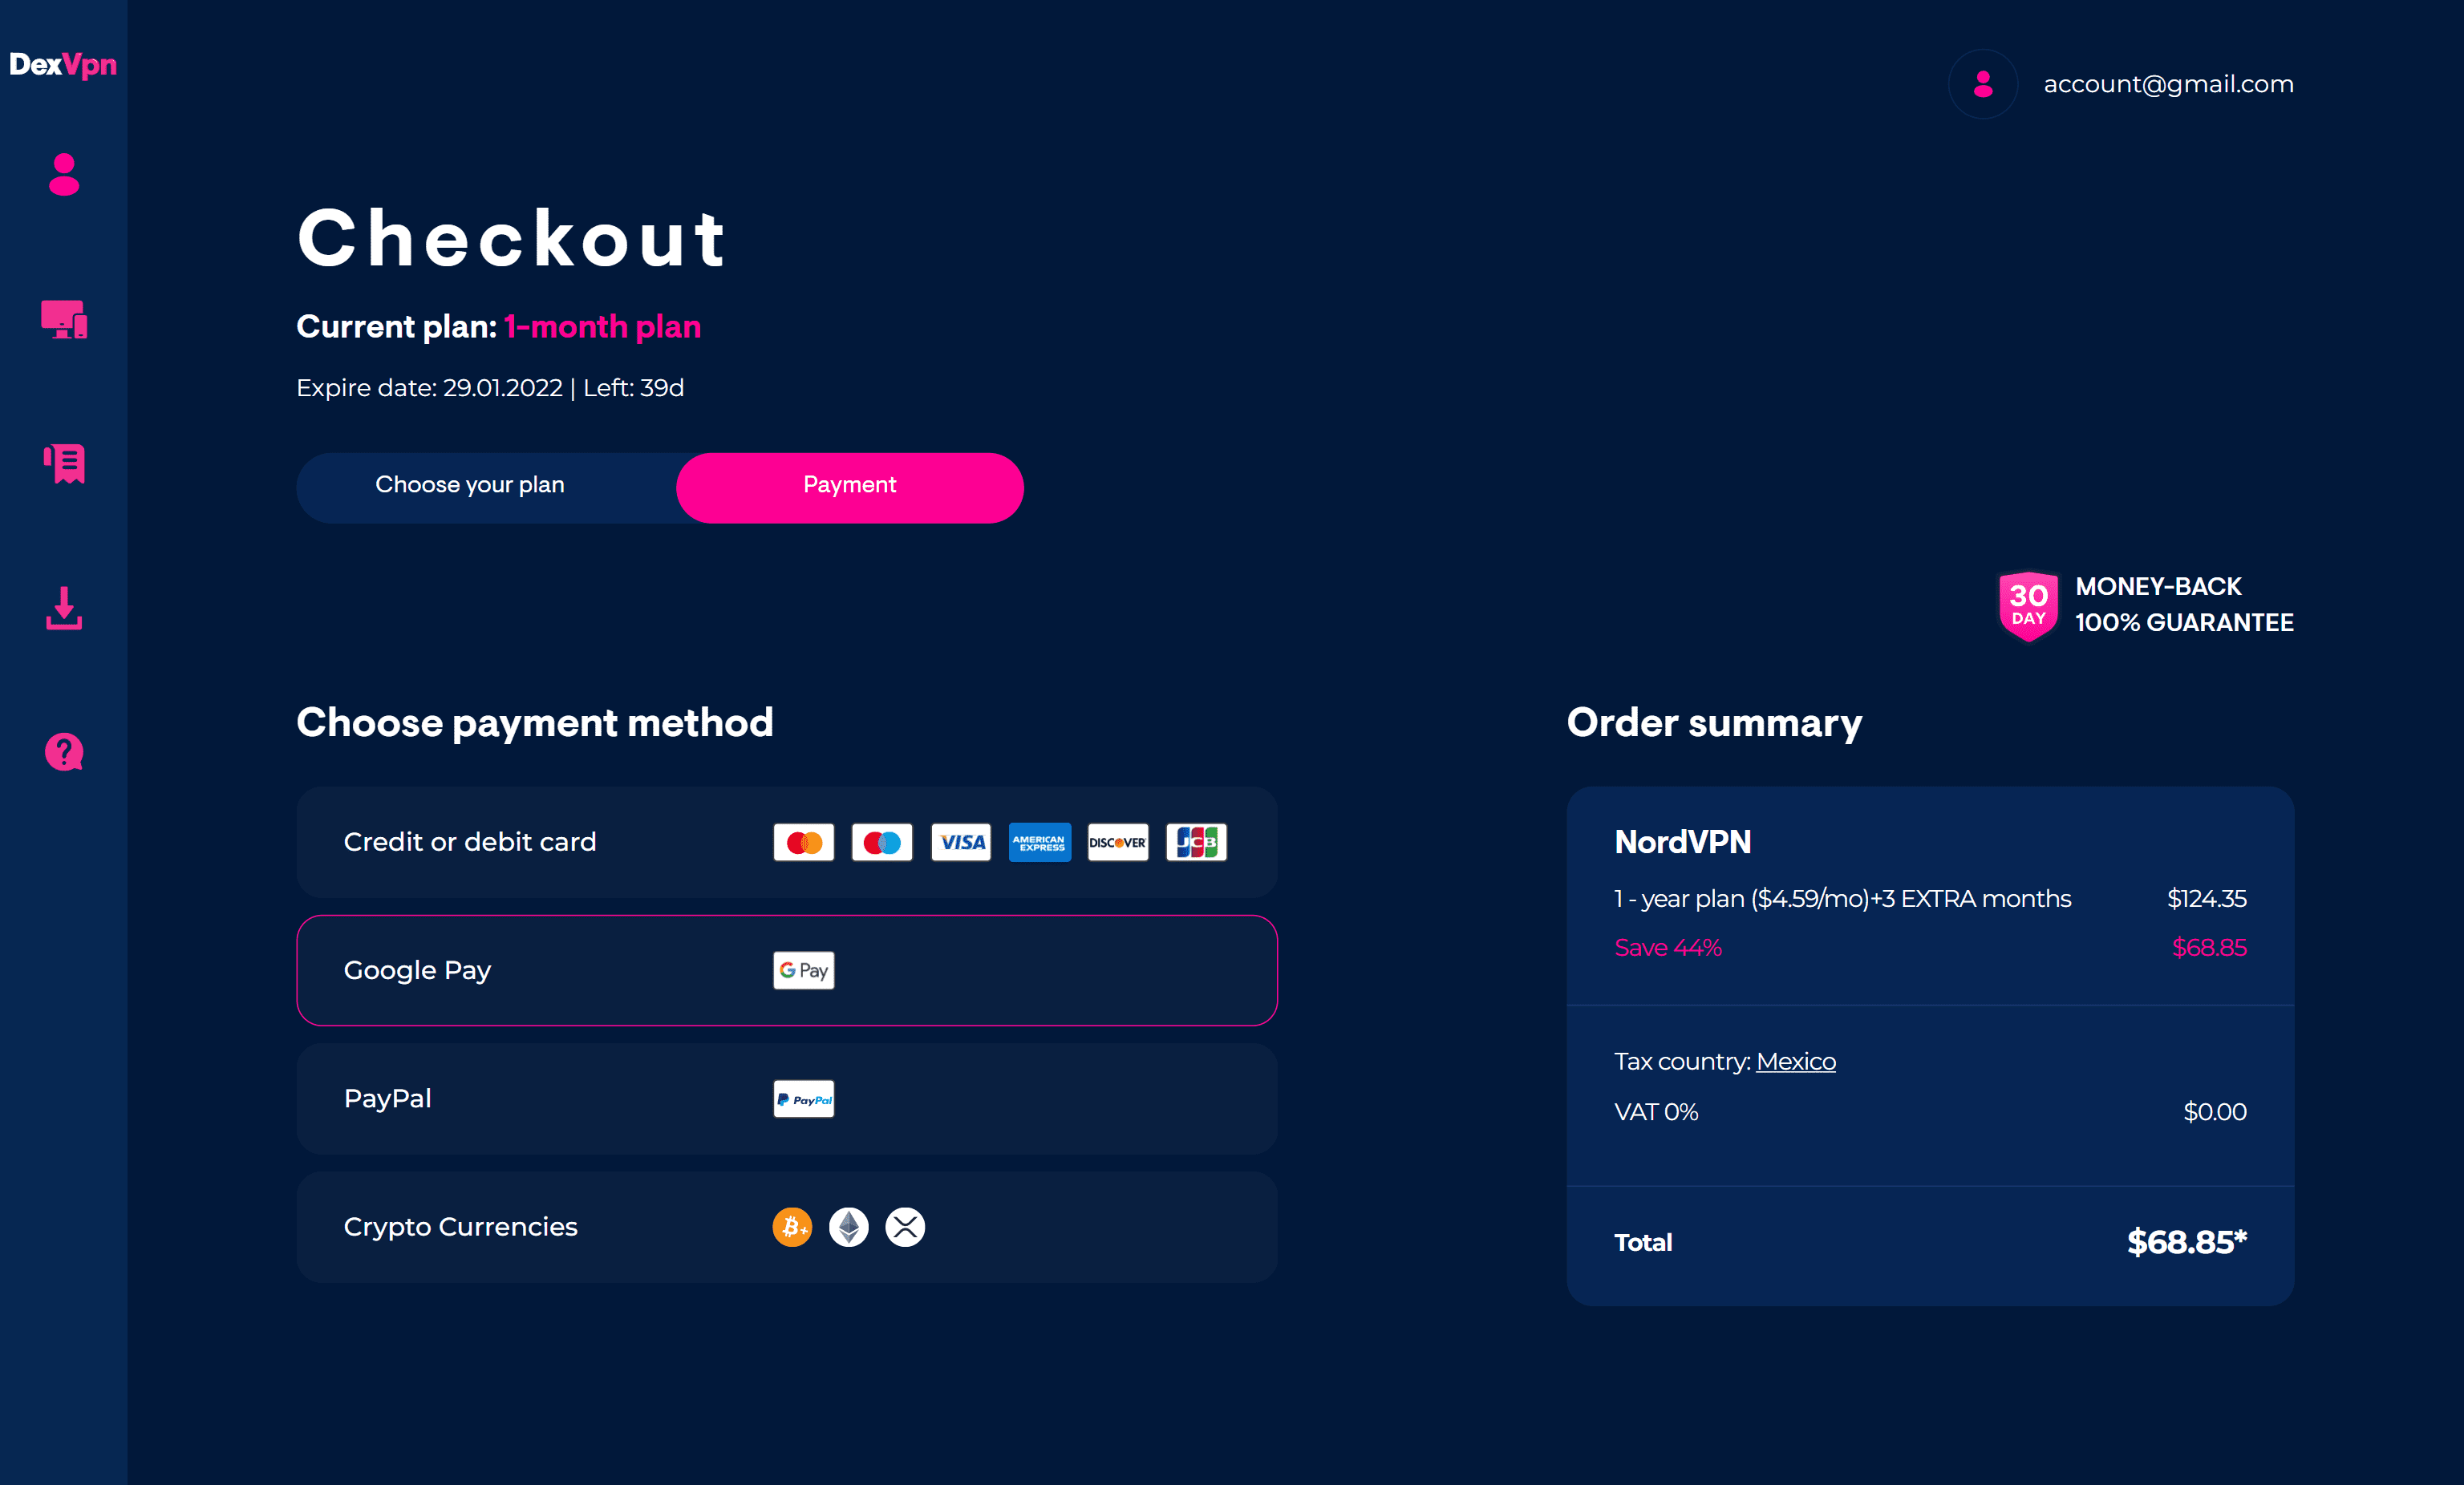 DexVpn
account@gmail.com
Checkout
Current plan: 1-month plan
Expire date: 29.01.2022 | Left: 39d
Choose your plan
Payment
30
DAY
MONEY-BACK
100% GUARANTEE
Choose payment method
Credit or debit card
VISA
AMERICAN
EXPRESS
DISCOVER
JCB
Google Pay
G Pay
PayPal
PayPal
Crypto Currencies
Order summary
NordVPN
1 - year plan ($4.59/mo)+3 EXTRA months $124.35
Save 44% $68.85
Tax country: Mexico
VAT 0% $0.00
Total $68.85*